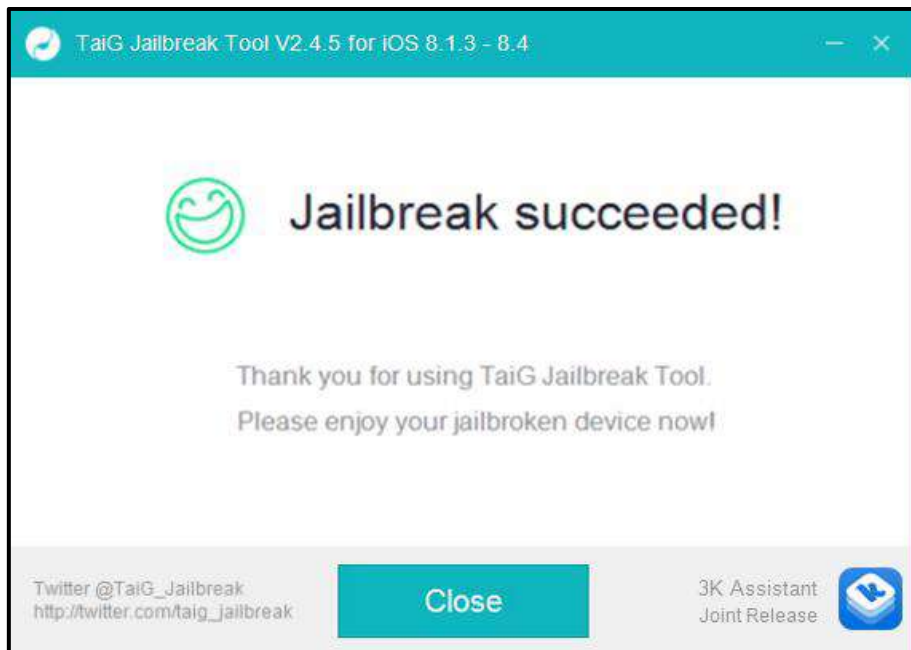 TaiG Jailbreak Tool V2.4.5 for iOS 8.1.3 - 8.4
Jailbreak succeeded!
Thank you for using TaiG Jailbreak Tool.
Please enjoy your jailbroken device now!
Twitter @TaiG_Jailbreak
http://twitter.com/taig_jailbreak
Close
3K Assistant
Joint Release